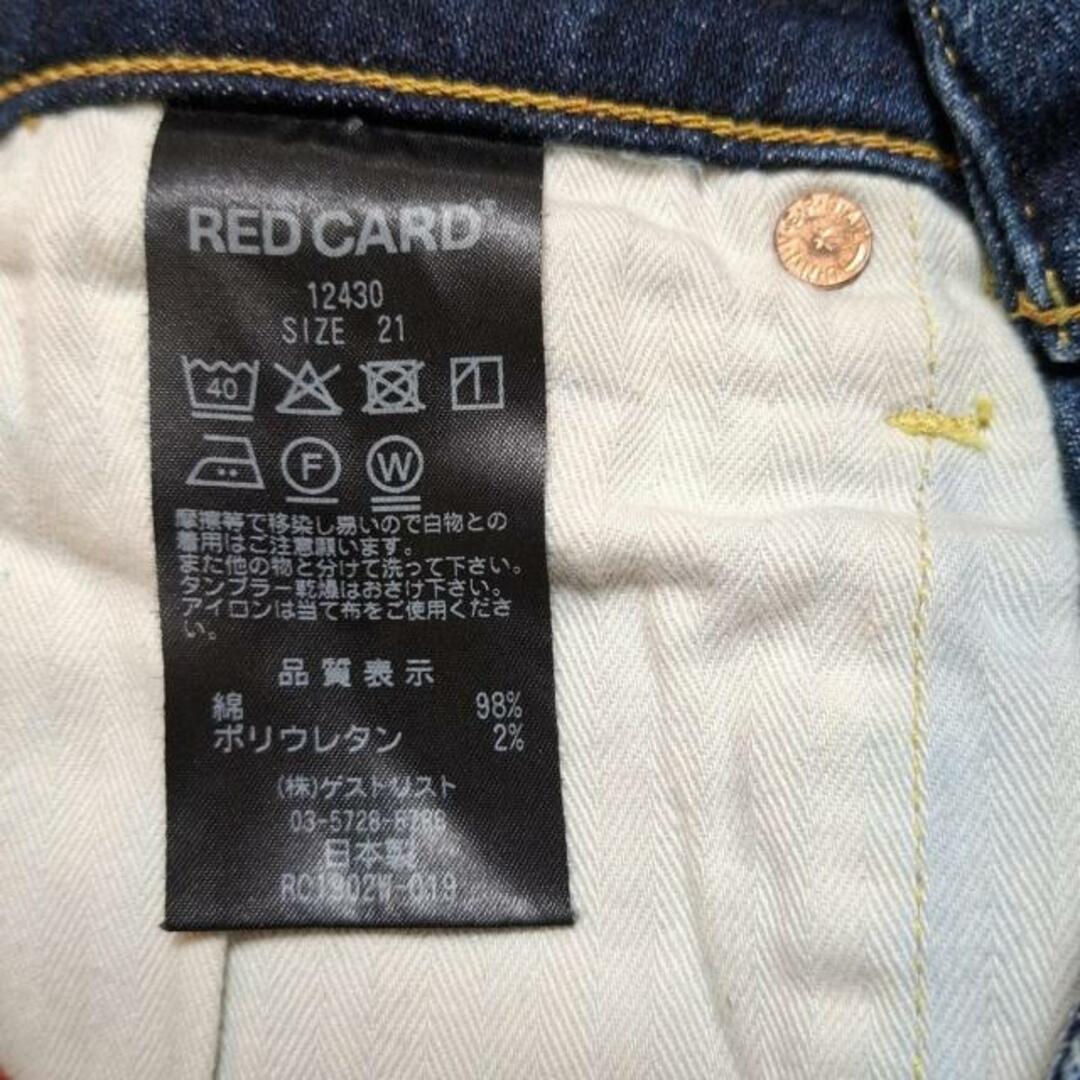 RED CARD
12430
SIZE 21
40
F
W
摩擦等で移染し易いので白物との
着用はご注意願います。
また他の物と分けて洗って下さい。
タンブラー乾燥はおさけ下さい。
アイロンは当て布をご使用くださ
い。
品質表示
綿 98%
ポリウレタン 2%
(株)ゲストリスト
03-5728-8788
日本製
RC1902W-019